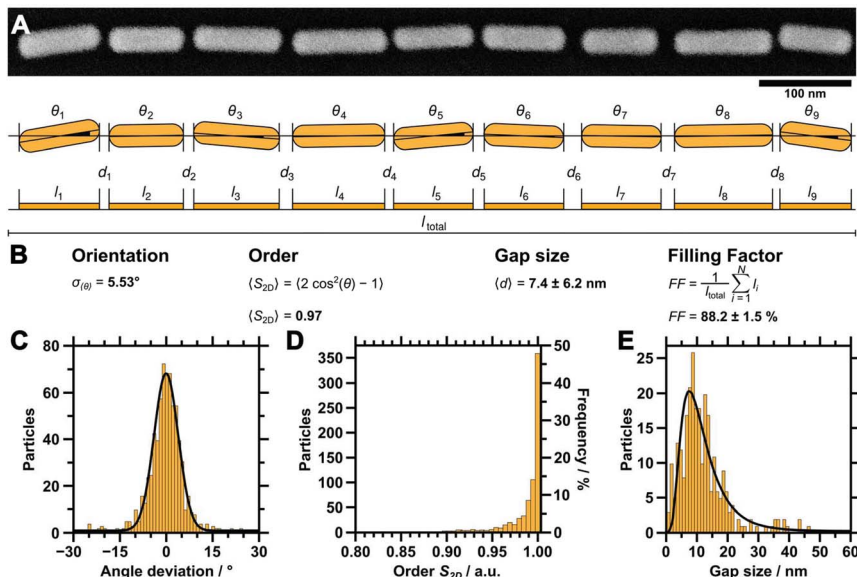 A
100 nm
θ1 θ2 θ3 θ4 θ5 θ6 θ7 θ8 θ9
d1 d2 d3 d4 d5 d6 d7 d8
l1 l2 l3 l4 l5 l6 l7 l8 l9
ltotal
B Orientation Order Gap size Filling Factor
σ(θ) = 5.53° ⟨S2D⟩ = ⟨2 cos²(θ) − 1⟩ ⟨d⟩ = 7.4 ± 6.2 nm FF = 1/ltotal ∑ N i = 1 li
⟨S2D⟩ = 0.97 FF = 88.2 ± 1.5 %
C
80
60
40
20
0
Particles
−30 −15 0 15 30
Angle deviation / °
D
350
300
250
200
150
100
50
0
Particles
50
40
30
20
10
0
Frequency / %
0.80 0.85 0.90 0.95 1.00
Order S2D / a.u.
E
25
20
15
10
5
0
Particles
0 10 20 30 40 50 60
Gap size / nm